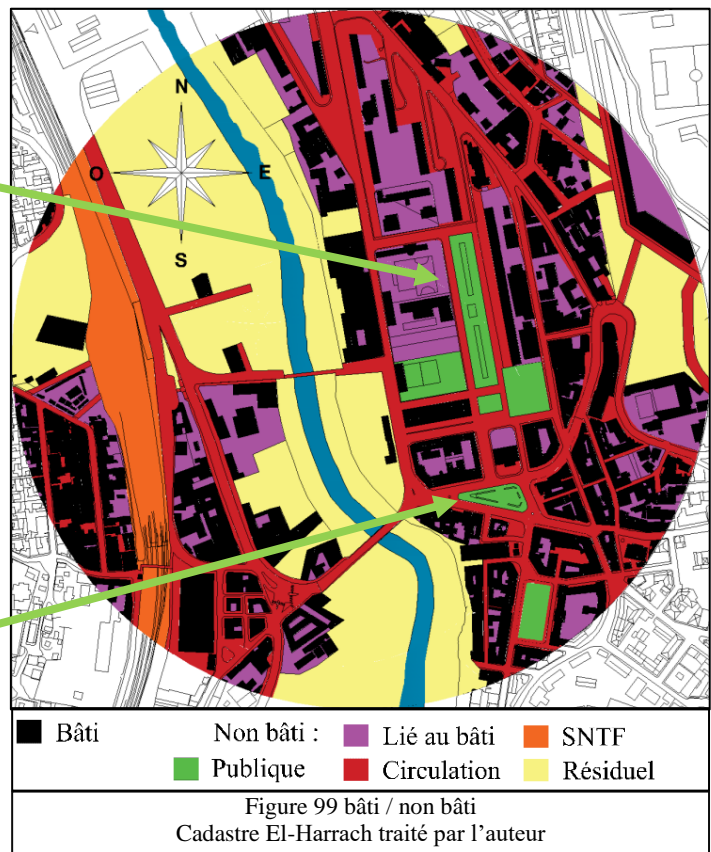 N
O E
S
Bâti Non bâti : Lié au bâti SNTF
Publique Circulation Résiduel
Figure 99 bâti / non bâti
Cadastre El-Harrach traité par l’auteur